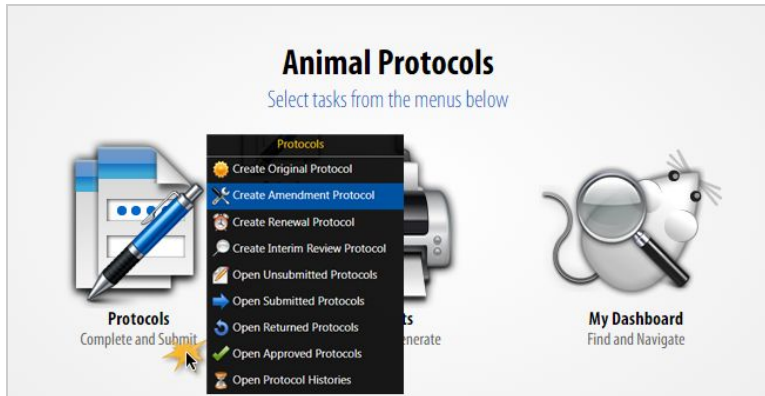 Animal Protocols
Select tasks from the menus below
Protocols
Create Original Protocol
Create Amendment Protocol
Create Renewal Protocol
Create Interim Review Protocol
Open Unsubmitted Protocols
Open Submitted Protocols
Open Returned Protocols
Open Approved Protocols
Open Protocol Histories
Protocols
Complete and Submit
ts
enerate
My Dashboard
Find and Navigate